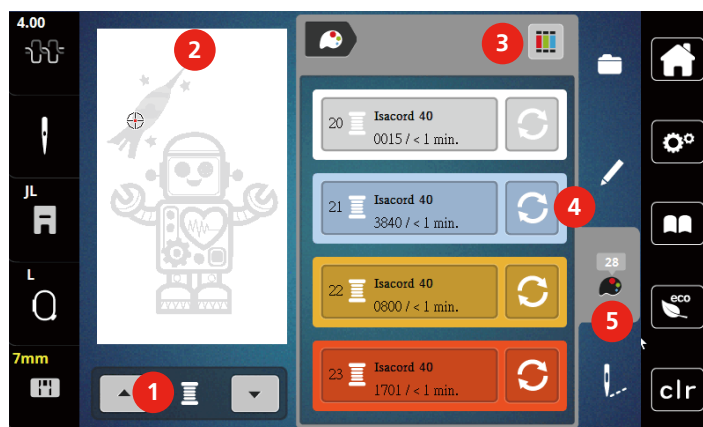 4.00
JL
L
7mm
2
1
3
20 Isacord 40
0015 / < 1 min.
21 Isacord 40
3840 / < 1 min.
22 Isacord 40
0800 / < 1 min.
23 Isacord 40
1701 / < 1 min.
4
28
5
eco
clr